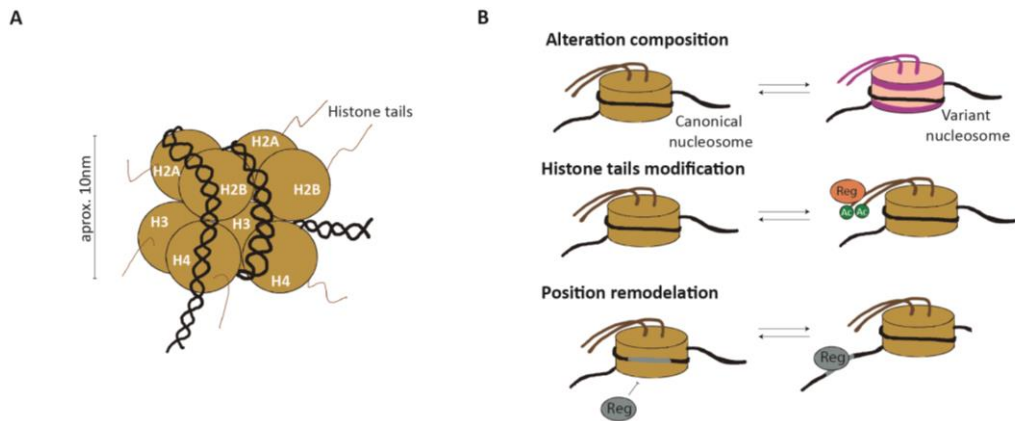 A
Histone tails
H2A
H2A
H2B
H2B
H3
H3
H4
H4
aprox. 10nm
B
Alteration composition
Canonical
nucleosome
Variant
nucleosome
Histone tails modification
Reg
Ac Ac
Position remodelation
Reg
Reg